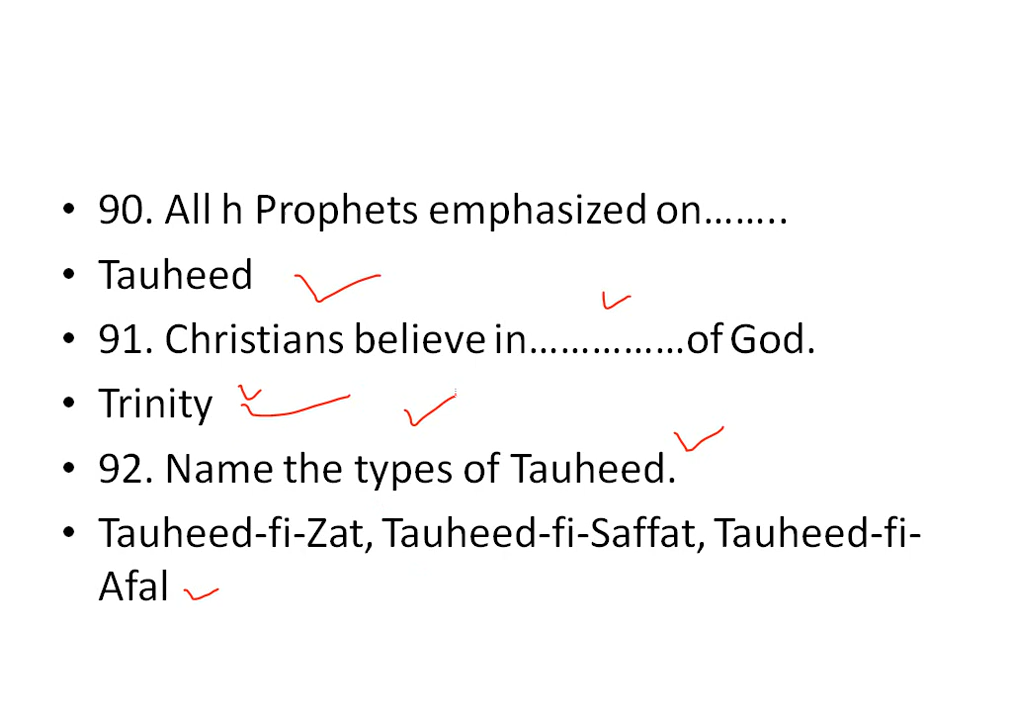 • 90. All h Prophets emphasized on……..
• Tauheed
• 91. Christians believe in……………of God.
• Trinity
• 92. Name the types of Tauheed.
• Tauheed-fi-Zat, Tauheed-fi-Saffat, Tauheed-fi-
Afal